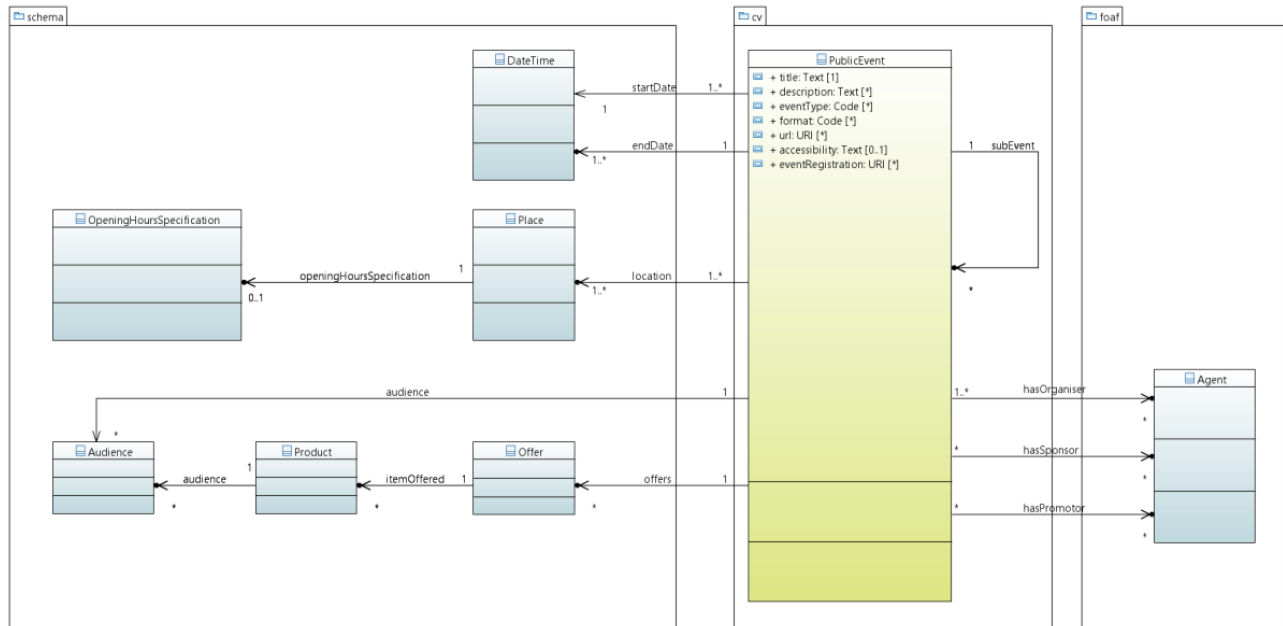 schema
cv
foaf
DateTime
PublicEvent
+ title: Text [1]
+ description: Text [*]
+ eventType: Code [*]
+ format: Code [*]
+ url: URI [*]
+ accessibility: Text [0..1]
+ eventRegistration: URI [*]
startDate
1..*
1
endDate
1
1..*
1
subEvent
*
OpeningHoursSpecification
Place
openingHoursSpecification
1
0..1
location
1..*
1..*
audience
1
*
Agent
1..*
hasOrganiser
*
*
hasSponsor
*
*
hasPromotor
*
Audience
Product
Offer
audience
1
*
itemOffered
1
*
offers
1
*